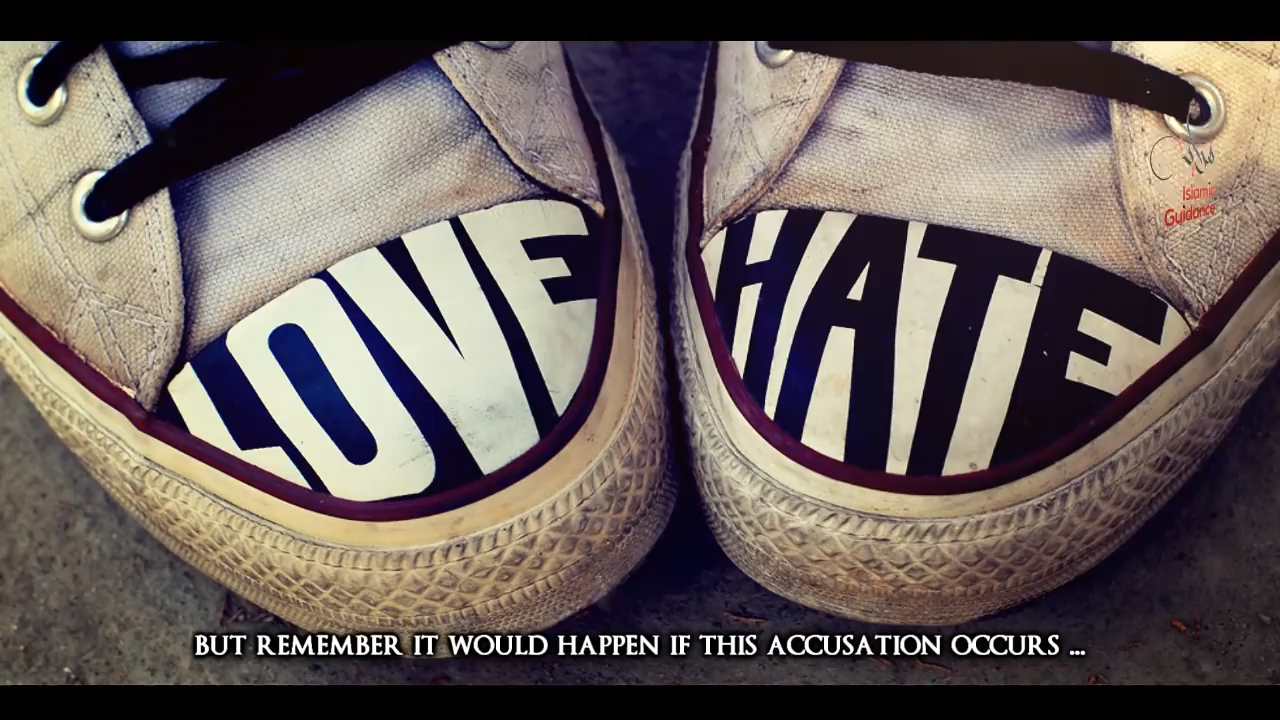 LOVE
HATE
Islamic
Guidance
BUT REMEMBER IT WOULD HAPPEN IF THIS ACCUSATION OCCURS ...